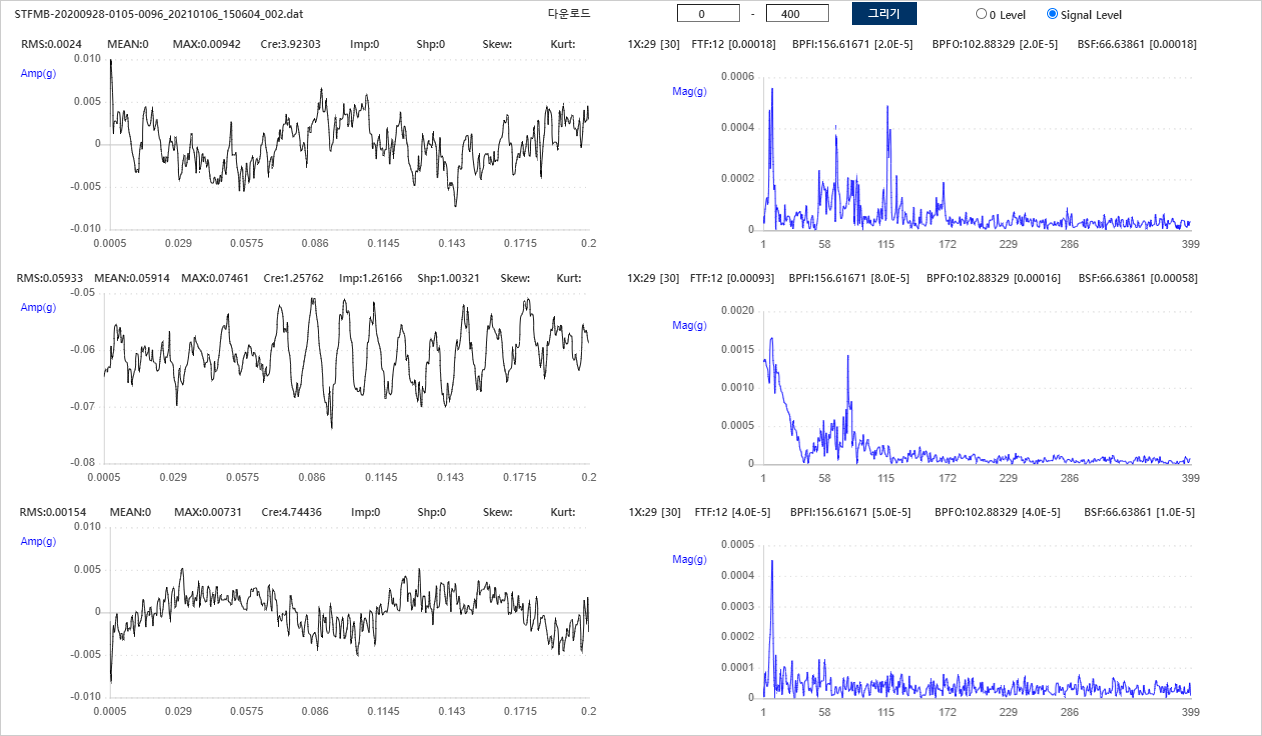 STFMB-20200928-0105-0096_20210106_150604_002.dat 다운로드 0 - 400 그리기 0 Level Signal Level
RMS:0.0024 MEAN:0 MAX:0.00942 Cre:3.92303 Imp:0 Shp:0 Skew: Kurt:
Amp(g)
0.010
0.005
0
-0.005
-0.010
0.0005 0.029 0.0575 0.086 0.1145 0.143 0.1715 0.2
1X:29 [30] FTF:12 [0.00018] BPFI:156.61671 [2.0E-5] BPFO:102.88329 [2.0E-5] BSF:66.63861 [0.00018]
Mag(g)
0.0006
0.0004
0.0002
0
1 58 115 172 229 286 399
RMS:0.05933 MEAN:0.05914 MAX:0.07461 Cre:1.25762 Imp:1.26166 Shp:1.00321 Skew: Kurt:
Amp(g)
-0.05
-0.06
-0.07
-0.08
0.0005 0.029 0.0575 0.086 0.1145 0.143 0.1715 0.2
1X:29 [30] FTF:12 [0.00093] BPFI:156.61671 [8.0E-5] BPFO:102.88329 [0.00016] BSF:66.63861 [0.00058]
Mag(g)
0.0020
0.0015
0.0010
0.0005
0
1 58 115 172 229 286 399
RMS:0.00154 MEAN:0 MAX:0.00731 Cre:4.74436 Imp:0 Shp:0 Skew: Kurt:
Amp(g)
0.010
0.005
0
-0.005
-0.010
0.0005 0.029 0.0575 0.086 0.1145 0.143 0.1715 0.2
1X:29 [30] FTF:12 [4.0E-5] BPFI:156.61671 [5.0E-5] BPFO:102.88329 [4.0E-5] BSF:66.63861 [1.0E-5]
Mag(g)
0.0005
0.0004
0.0003
0.0002
0.0001
0
1 58 115 172 229 286 399